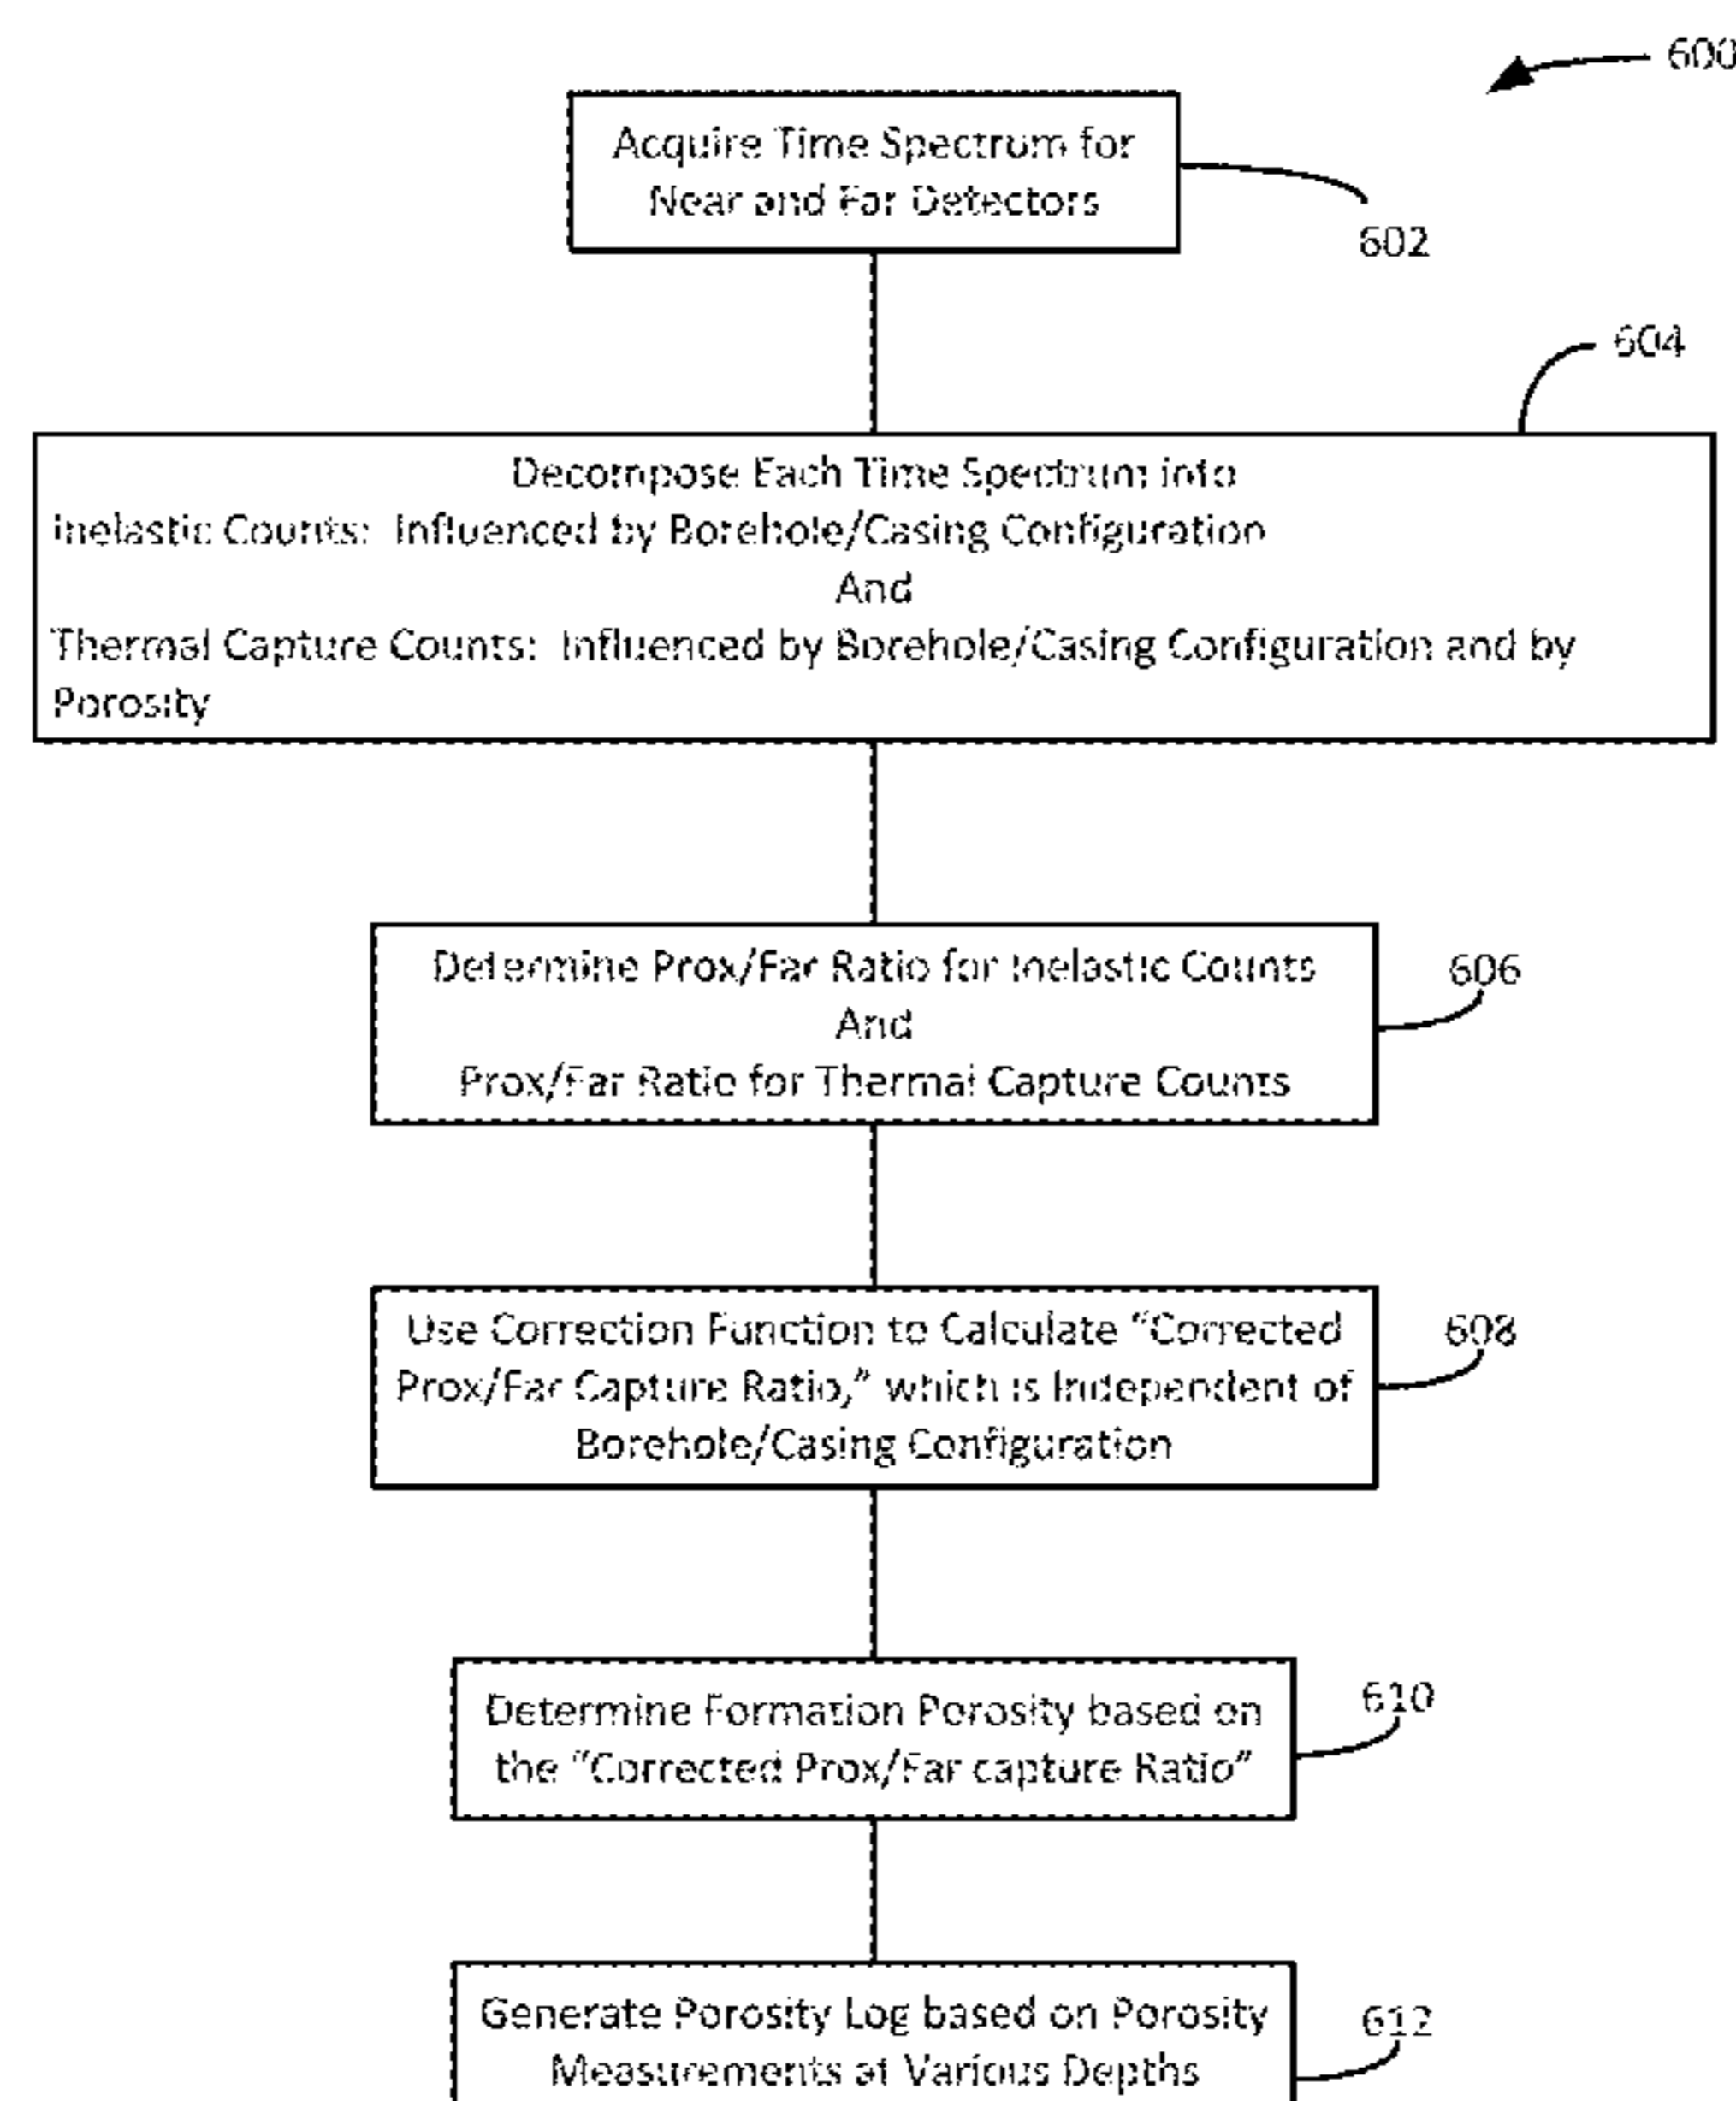 600
Acquire Time Spectrum for
Near and Far Detectors
602
604
Decompose Each Time Spectrum into
Inelastic Counts: Influenced by Borehole/Casing Configuration
And
Thermal Capture Counts: Influenced by Borehole/Casing Configuration and by
Porosity
Determine Prox/Far Ratio for Inelastic Counts
And
Prox/Far Ratio for Thermal Capture Counts
606
Use Correction Function to Calculate "Corrected
Prox/Far Capture Ratio," which is Independent of
Borehole/Casing Configuration
608
Determine Formation Porosity based on
the "Corrected Prox/Far capture Ratio"
610
Generate Porosity Log based on Porosity
Measurements at Various Depths
612